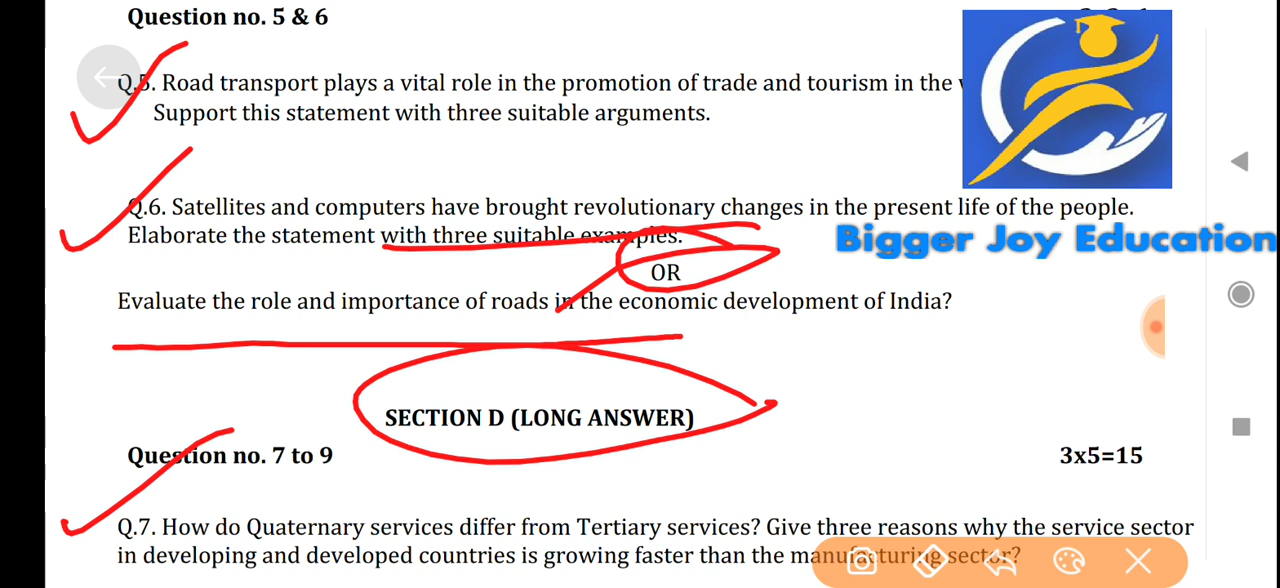 Question no. 5 & 6
Q.5. Road transport plays a vital role in the promotion of trade and tourism in the
Support this statement with three suitable arguments.
Q.6. Satellites and computers have brought revolutionary changes in the present life of the people.
Elaborate the statement with three suitable examples.
Bigger Joy Education
OR
Evaluate the role and importance of roads in the economic development of India?
SECTION D (LONG ANSWER)
Question no. 7 to 9 3x5=15
Q.7. How do Quaternary services differ from Tertiary services? Give three reasons why the service sector
in developing and developed countries is growing faster than the manufacturing sector?